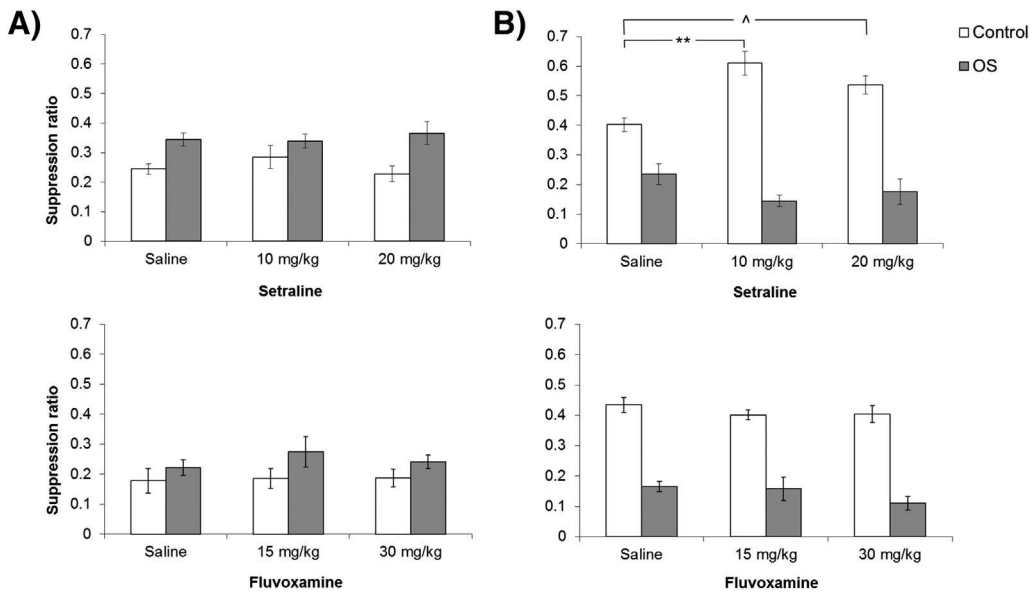 A)
Suppression ratio
0.7
0.6
0.5
0.4
0.3
0.2
0.1
0
Saline 10 mg/kg 20 mg/kg
Setraline
B)
^
**
Control
OS
0.7
0.6
0.5
0.4
0.3
0.2
0.1
0
Saline 10 mg/kg 20 mg/kg
Setraline
Suppression ratio
0.7
0.6
0.5
0.4
0.3
0.2
0.1
0
Saline 15 mg/kg 30 mg/kg
Fluvoxamine
0.7
0.6
0.5
0.4
0.3
0.2
0.1
0
Saline 15 mg/kg 30 mg/kg
Fluvoxamine